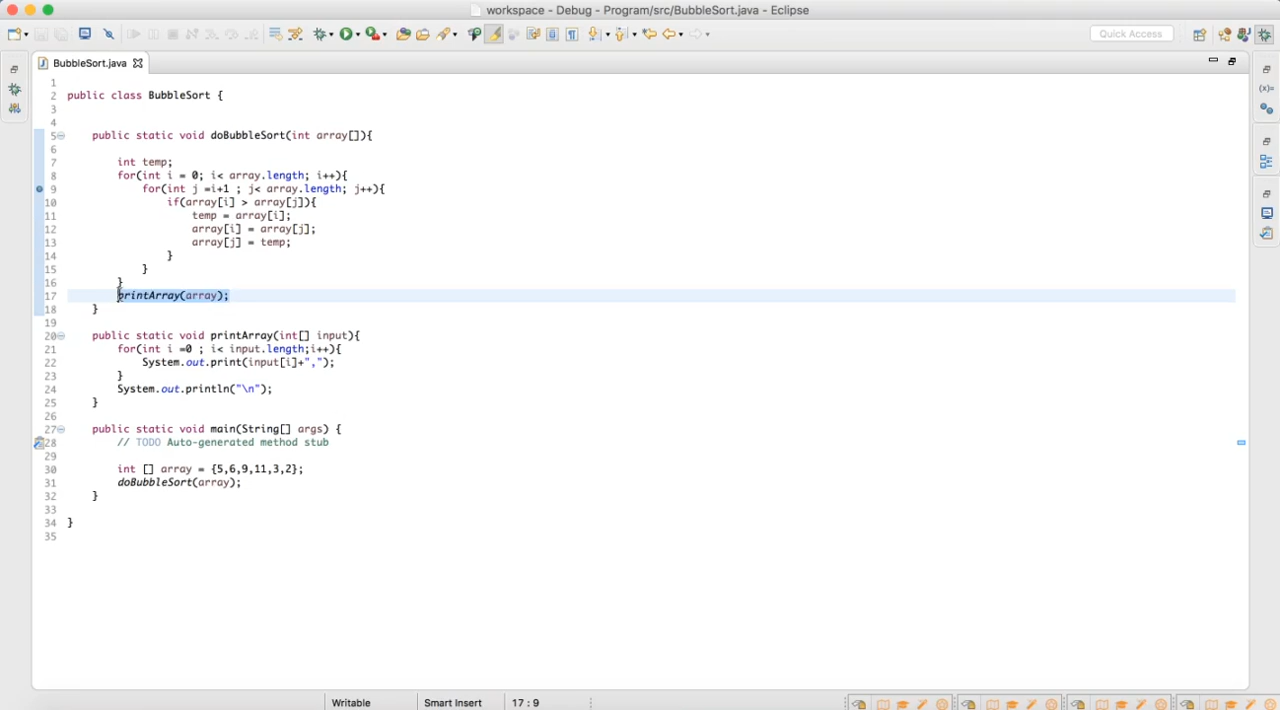 workspace - Debug - Program/src/BubbleSort.java - Eclipse
Quick Access
BubbleSort.java
1
2 public class BubbleSort {
3
4
5 public static void doBubbleSort(int array[]){
6
7 int temp;
8 for(int i = 0; i< array.length; i++){
9 for(int j =i+1 ; j< array.length; j++){
10 if(array[i] > array[j]){
11 temp = array[i];
12 array[i] = array[j];
13 array[j] = temp;
14 }
15 }
16 }
17 printArray(array);
18 }
19
20 public static void printArray(int[] input){
21 for(int i =0 ; i< input.length;i++){
22 System.out.print(input[i]+",");
23 }
24 System.out.println("\n");
25 }
26
27 public static void main(String[] args) {
28 // TODO Auto-generated method stub
29
30 int [] array = {5,6,9,11,3,2};
31 doBubbleSort(array);
32 }
33
34 }
35
Writable Smart Insert 17 : 9